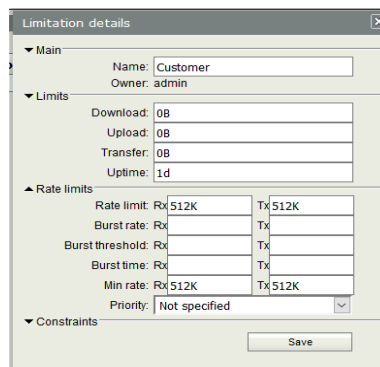 Limitation details
Main
Name: Customer
Owner: admin
Limits
Download: 0B
Upload: 0B
Transfer: 0B
Uptime: 1d
Rate limits
Rate limit: Rx 512K Tx 512K
Burst rate: Rx Tx
Burst threshold: Rx Tx
Burst time: Rx Tx
Min rate: Rx 512K Tx 512K
Priority: Not specified
Constraints
Save